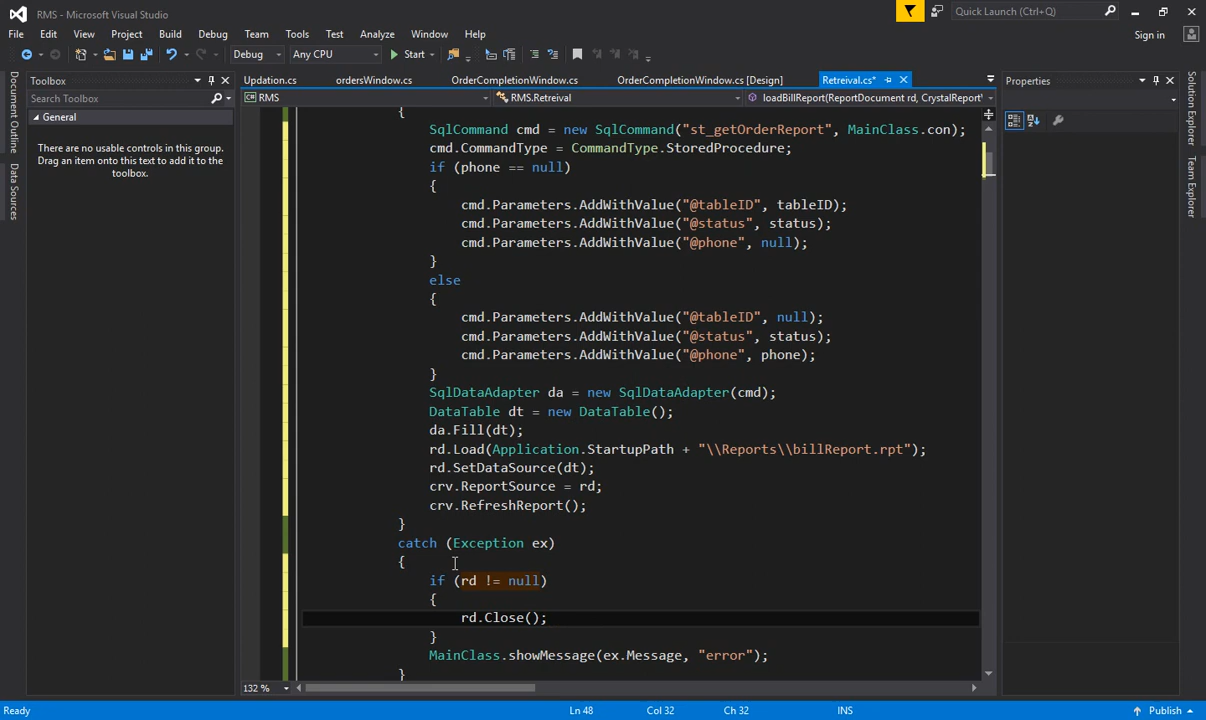 RMS - Microsoft Visual Studio
Quick Launch (Ctrl+Q)
File Edit View Project Build Debug Team Tools Test Analyze Window Help
Sign in
Debug Any CPU Start
Document Outline
Data Sources
Toolbox
Search Toolbox
General
There are no usable controls in this group. Drag an item onto this text to add it to the toolbox.
Updation.cs ordersWindow.cs OrderCompletionWindow.cs OrderCompletionWindow.cs [Design] Retreival.cs*
RMS RMS.Retreival loadBillReport(ReportDocument rd, CrystalReport'
Properties
Solution Explorer
Team Explorer
{
SqlCommand cmd = new SqlCommand("st_getOrderReport", MainClass.con);
cmd.CommandType = CommandType.StoredProcedure;
if (phone == null)
{
cmd.Parameters.AddWithValue("@tableID", tableID);
cmd.Parameters.AddWithValue("@status", status);
cmd.Parameters.AddWithValue("@phone", null);
}
else
{
cmd.Parameters.AddWithValue("@tableID", null);
cmd.Parameters.AddWithValue("@status", status);
cmd.Parameters.AddWithValue("@phone", phone);
}
SqlDataAdapter da = new SqlDataAdapter(cmd);
DataTable dt = new DataTable();
da.Fill(dt);
rd.Load(Application.StartupPath + "\\Reports\\billReport.rpt");
rd.SetDataSource(dt);
crv.ReportSource = rd;
crv.RefreshReport();
}
catch (Exception ex)
{
if (rd != null)
{
rd.Close();
}
MainClass.showMessage(ex.Message, "error");
}
132 %
Ready Ln 48 Col 32 Ch 32 INS Publish